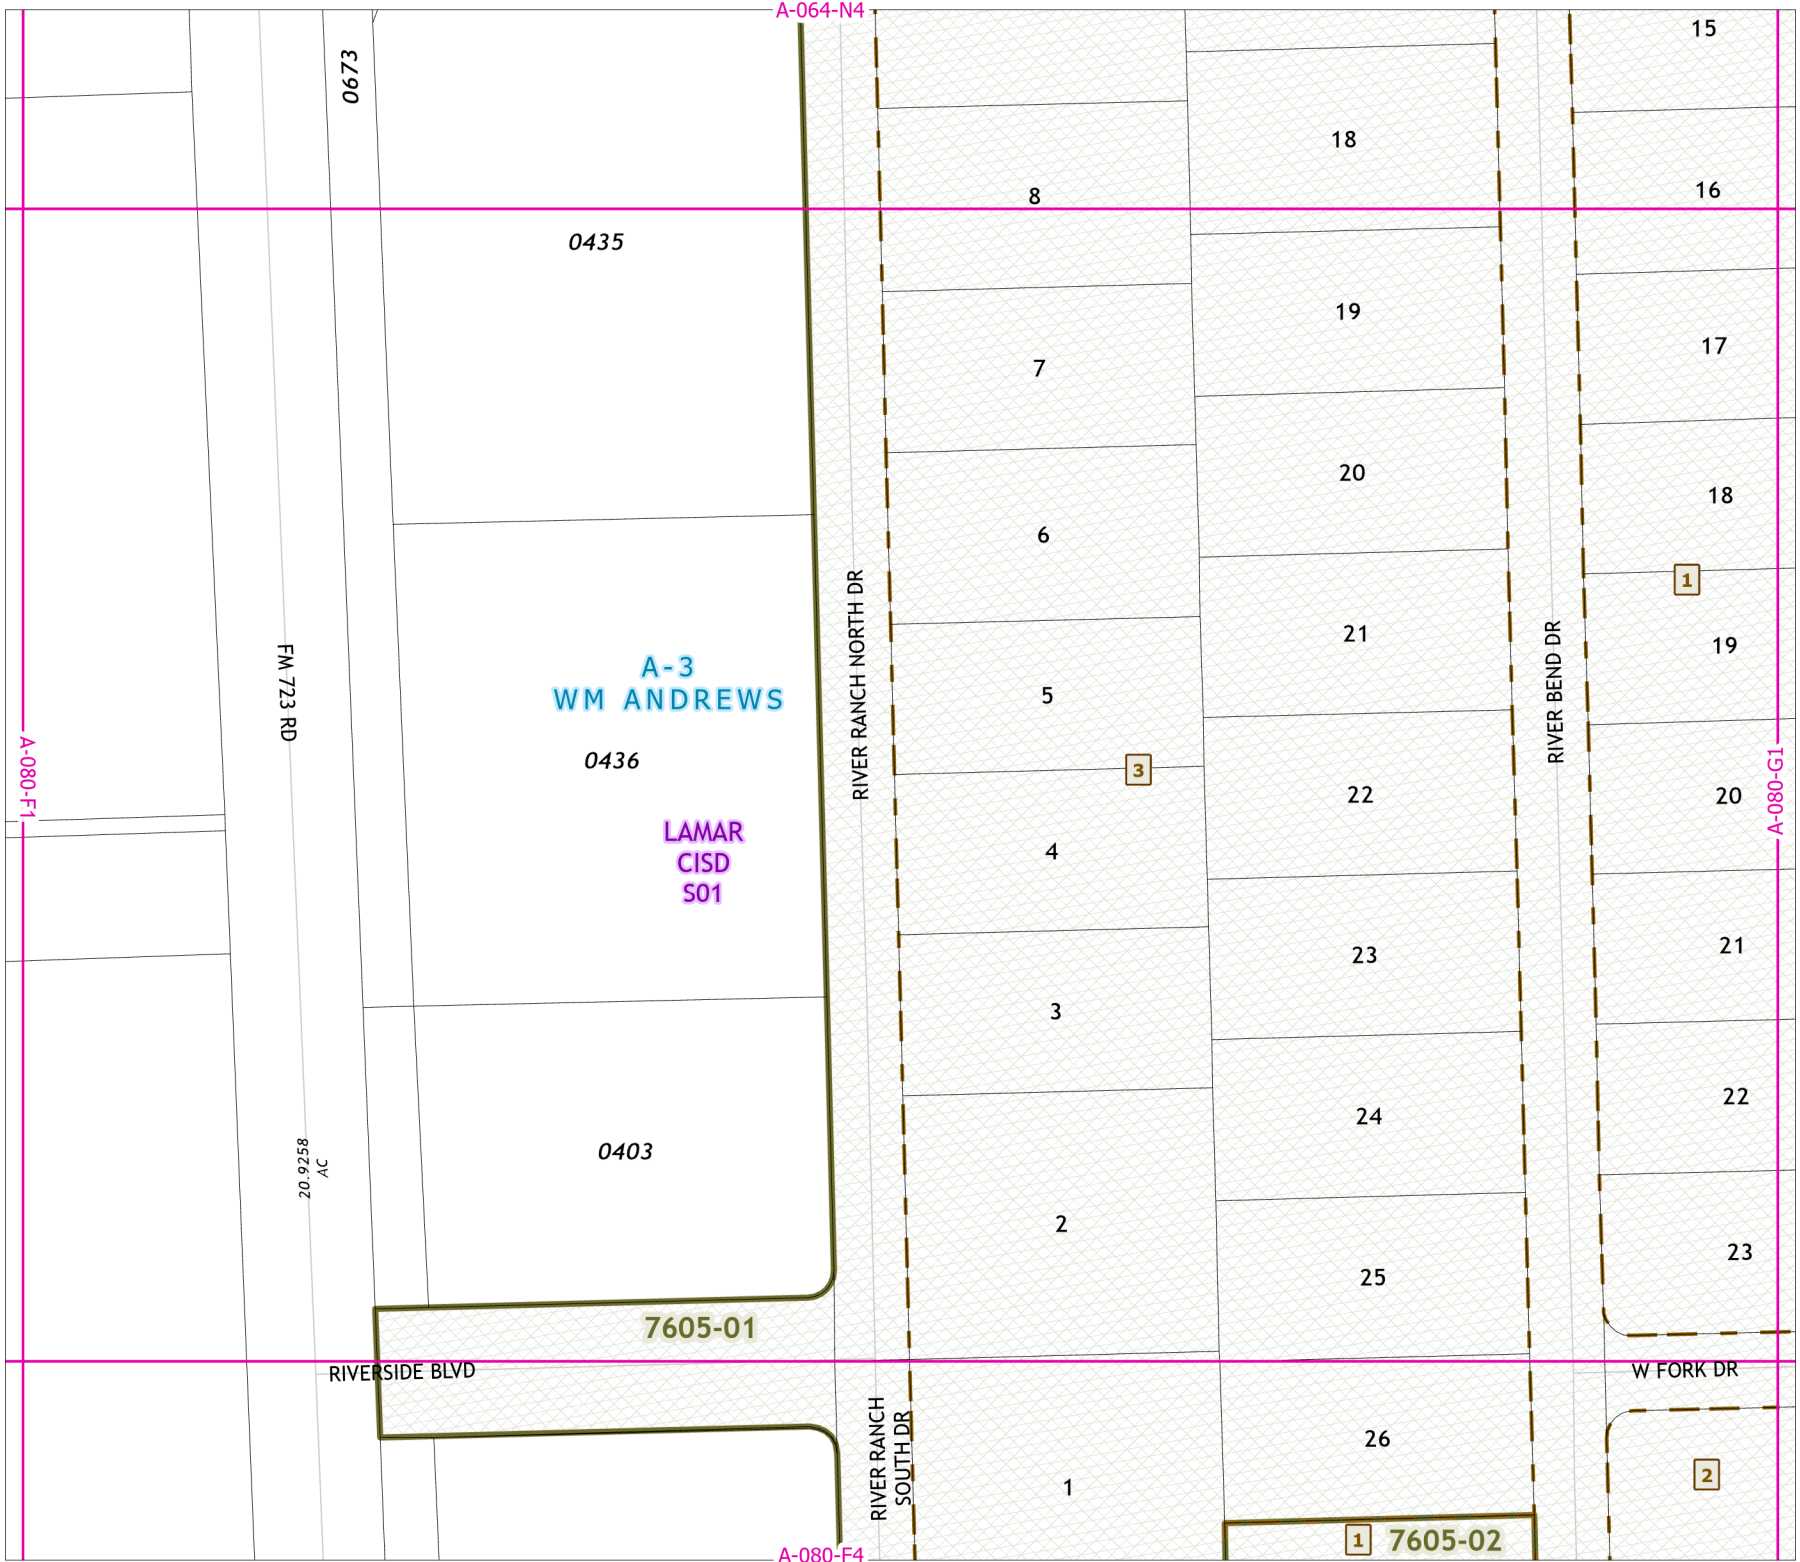 A-064-N4
15
0673
18
16
8
0435
19
17
7
20
18
6
1
21
19
RIVER RANCH NORTH DR
RIVER BEND DR
FM 723 RD
A-3
WM ANDREWS
5
0436
3
22
20
A-080-F1
A-080-G1
LAMAR
CISD
S01
4
23
21
3
22
24
20.9258
AC
0403
2
23
25
7605-01
RIVERSIDE BLVD
W FORK DR
RIVER RANCH
SOUTH DR
26
1
2
1
7605-02
A-080-F4